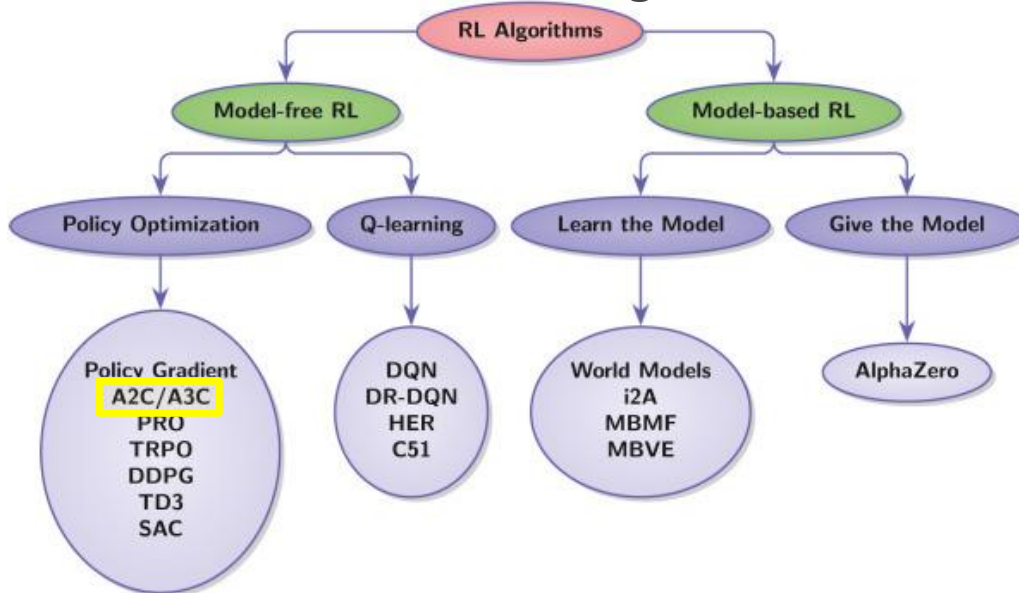 RL Algorithms
Model-free RL
Model-based RL
Policy Optimization
Q-learning
Learn the Model
Give the Model
Policy Gradient
A2C/A3C
PRO
TRPO
DDPG
TD3
SAC
DQN
DR-DQN
HER
C51
World Models
i2A
MBMF
MBVE
AlphaZero